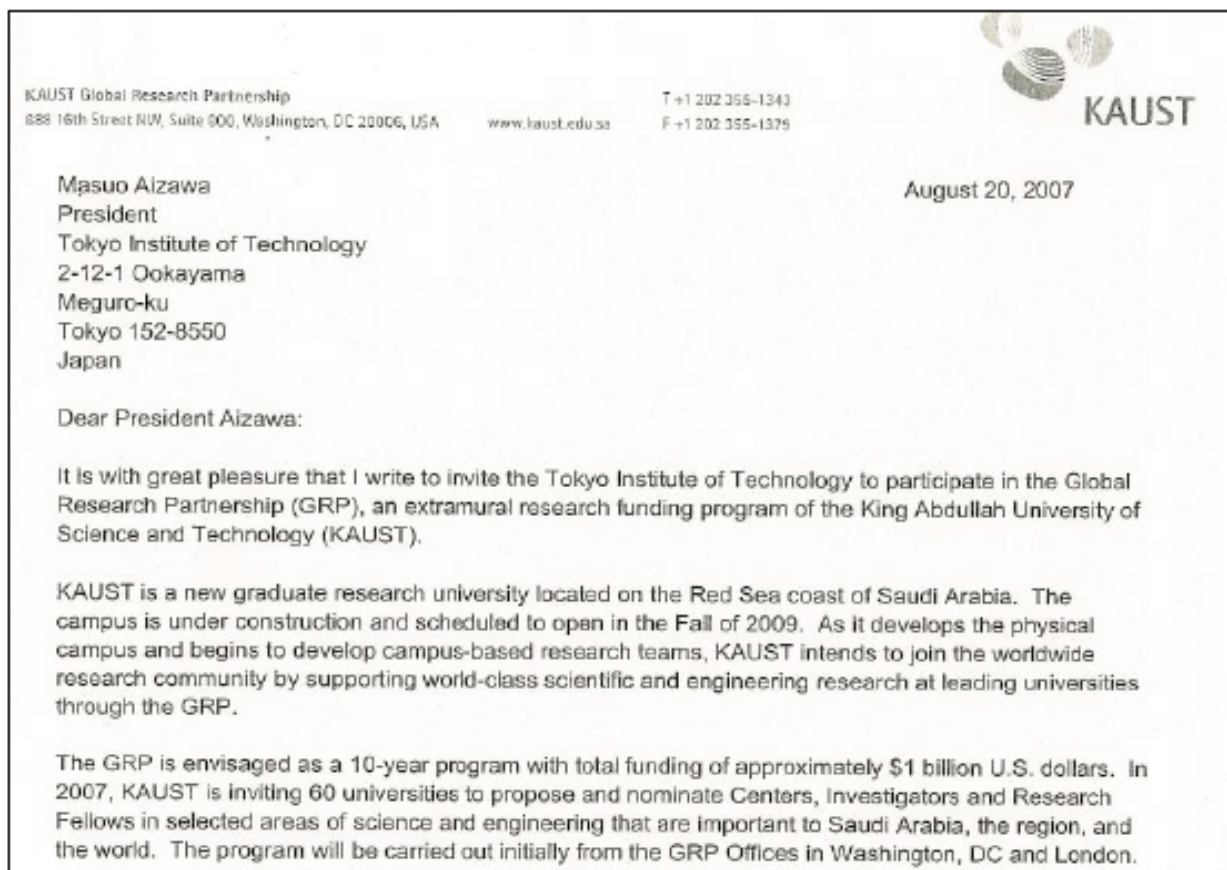 KAUST Global Research Partnership
888 16th Street NW, Suite 800, Washington, DC 20006, USA
www.kaust.edu.sa
T +1 202 355-1343
F +1 202 355-1379
KAUST
Masuo Aizawa
President
Tokyo Institute of Technology
2-12-1 Ookayama
Meguro-ku
Tokyo 152-8550
Japan
August 20, 2007
Dear President Aizawa:
It is with great pleasure that I write to invite the Tokyo Institute of Technology to participate in the Global
Research Partnership (GRP), an extramural research funding program of the King Abdullah University of
Science and Technology (KAUST).
KAUST is a new graduate research university located on the Red Sea coast of Saudi Arabia. The
campus is under construction and scheduled to open in the Fall of 2009. As it develops the physical
campus and begins to develop campus-based research teams, KAUST intends to join the worldwide
research community by supporting world-class scientific and engineering research at leading universities
through the GRP.
The GRP is envisaged as a 10-year program with total funding of approximately $1 billion U.S. dollars. In
2007, KAUST is inviting 60 universities to propose and nominate Centers, Investigators and Research
Fellows in selected areas of science and engineering that are important to Saudi Arabia, the region, and
the world. The program will be carried out initially from the GRP Offices in Washington, DC and London.